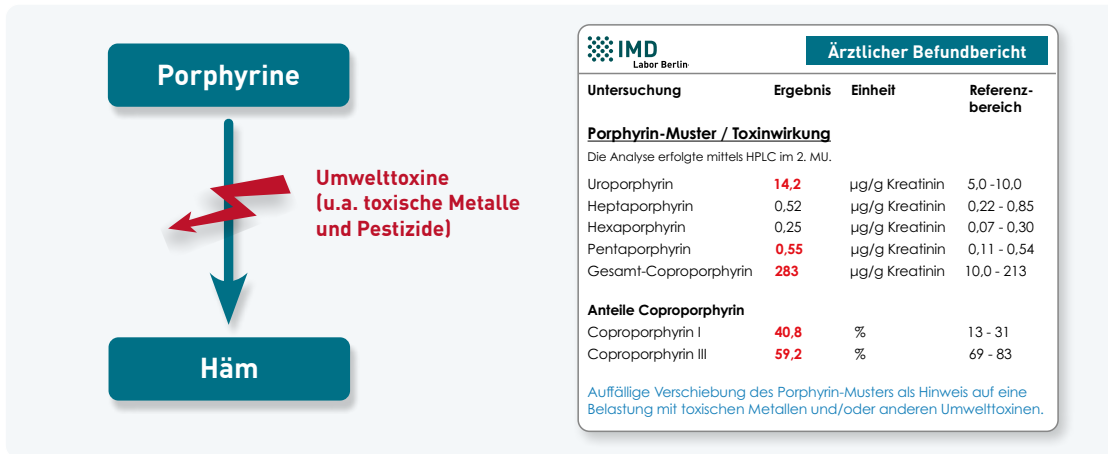 Porphyrine
Umwelttoxine
(u.a. toxische Metalle
und Pestizide)
Häm
IMD
Labor Berlin
Ärztlicher Befundbericht
Untersuchung Ergebnis Einheit Referenz-
bereich
Porphyrin-Muster / Toxinwirkung
Die Analyse erfolgte mittels HPLC im 2. MU.
Uroporphyrin 14,2 µg/g Kreatinin 5,0 -10,0
Heptaporphyrin 0,52 µg/g Kreatinin 0,22 - 0,85
Hexaporphyrin 0,25 µg/g Kreatinin 0,07 - 0,30
Pentaporphyrin 0,55 µg/g Kreatinin 0,11 - 0,54
Gesamt-Coproporphyrin 283 µg/g Kreatinin 10,0 - 213
Anteile Coproporphyrin
Coproporphyrin I 40,8 % 13 - 31
Coproporphyrin III 59,2 % 69 - 83
Auffällige Verschiebung des Porphyrin-Musters als Hinweis auf eine
Belastung mit toxischen Metallen und/oder anderen Umwelttoxinen.